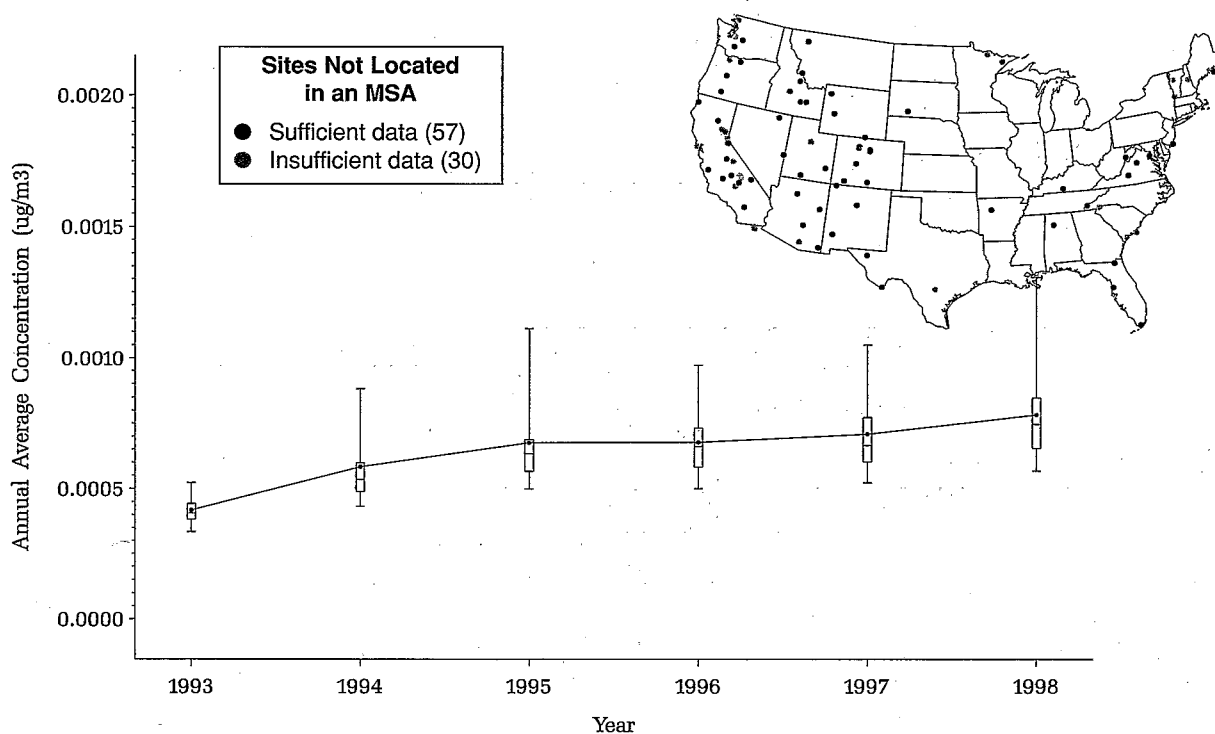 Sites Not Located
in an MSA
Sufficient data (57)
Insufficient data (30)
Annual Average Concentration (ug/m3)
0.0020
0.0015
0.0010
0.0005
0.0000
1993 1994 1995 1996 1997 1998
Year